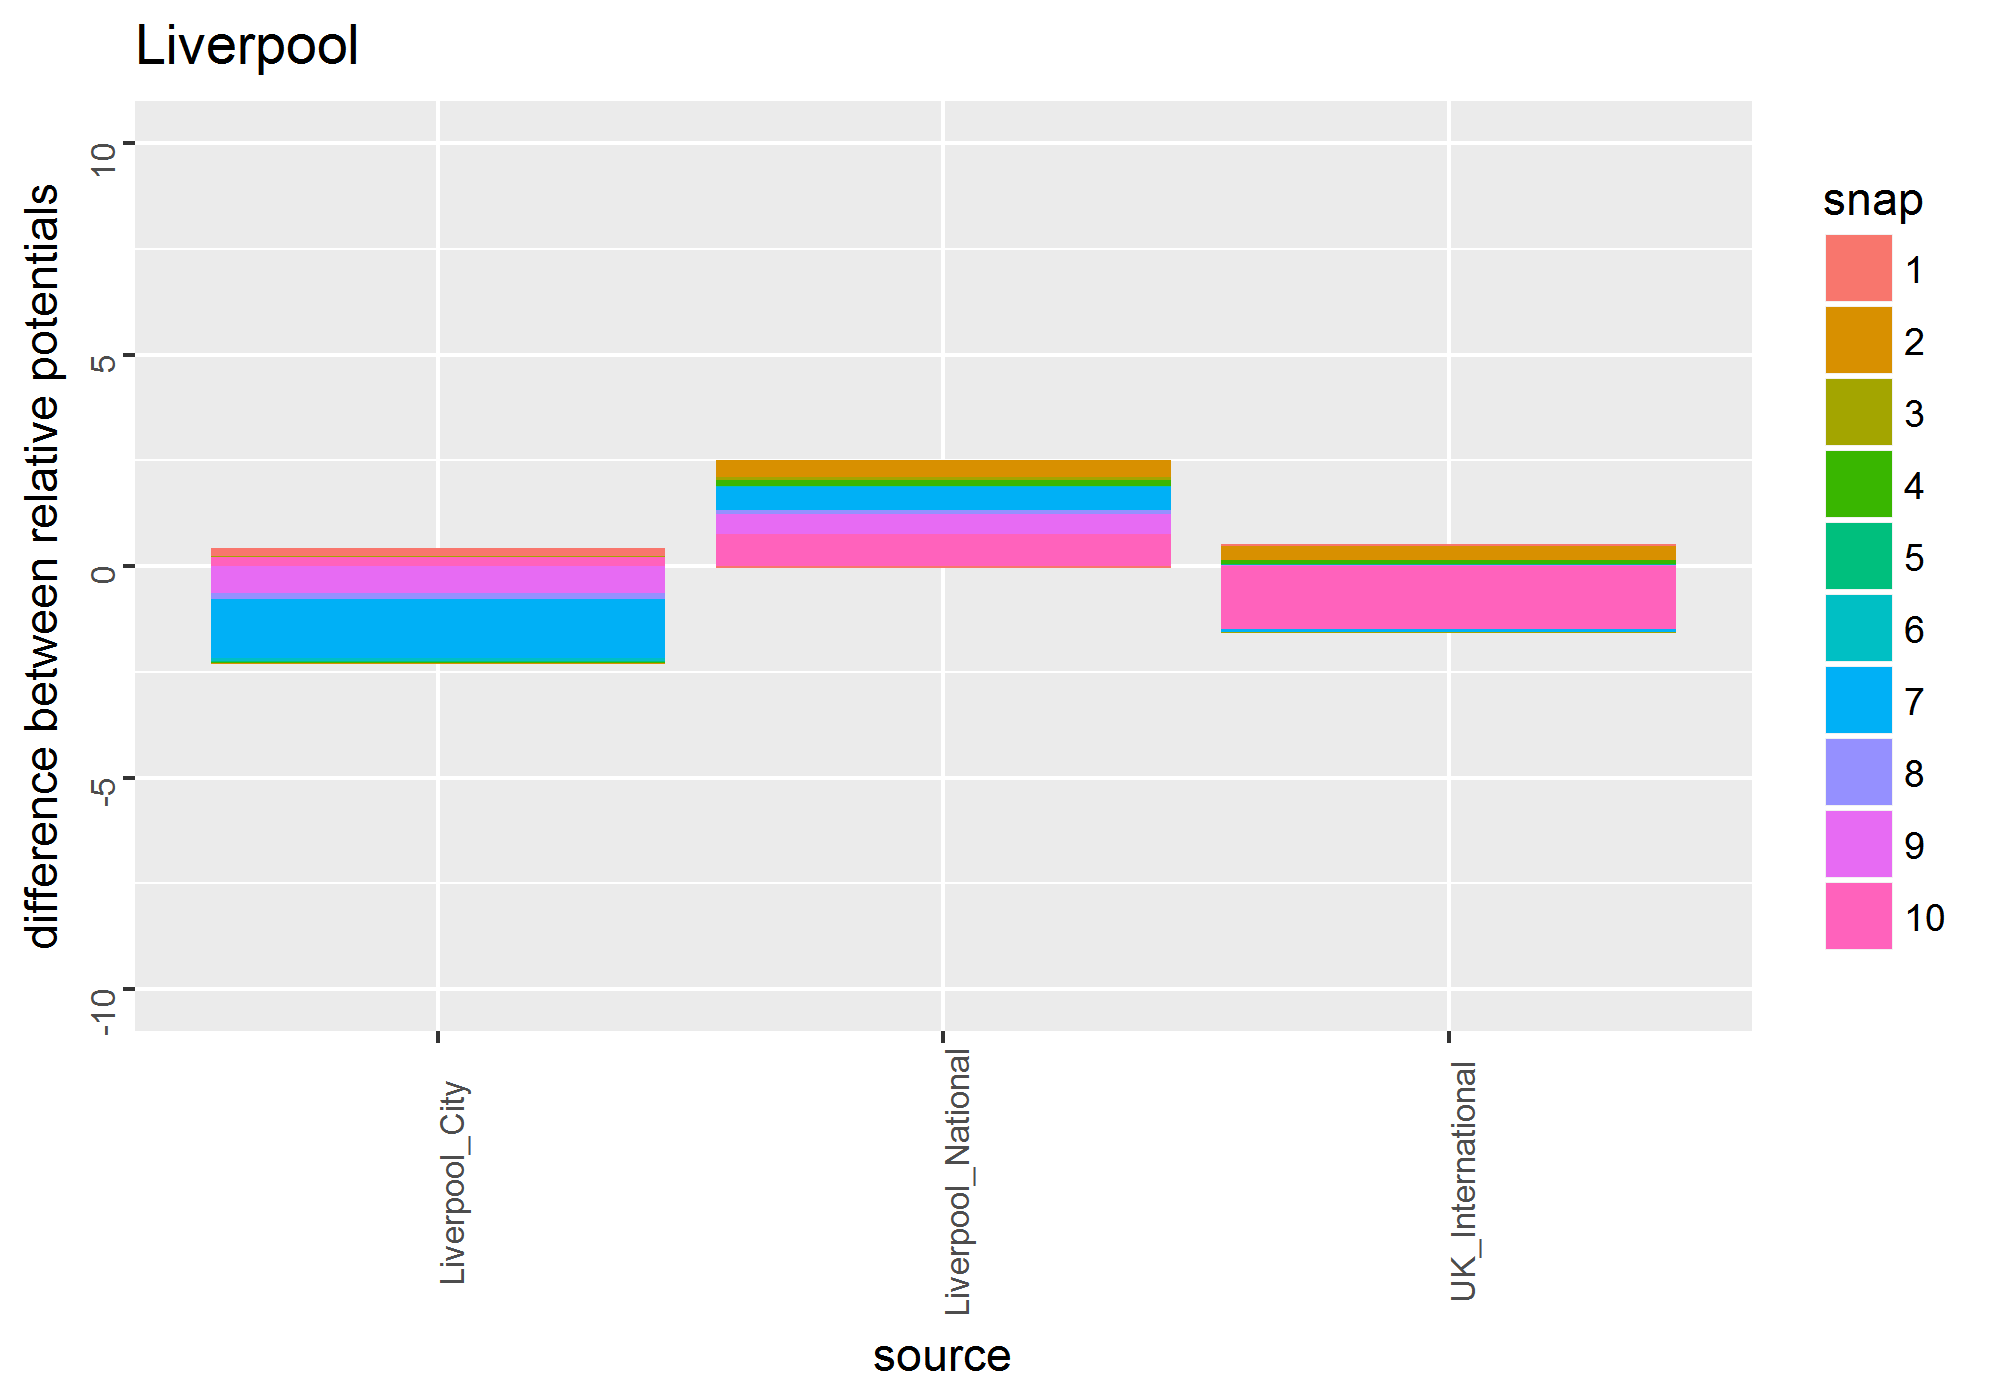 Liverpool
difference between relative potentials
10
5
0
-5
-10
Liverpool_City
Liverpool_National
UK_International
source
snap
1
2
3
4
5
6
7
8
9
10